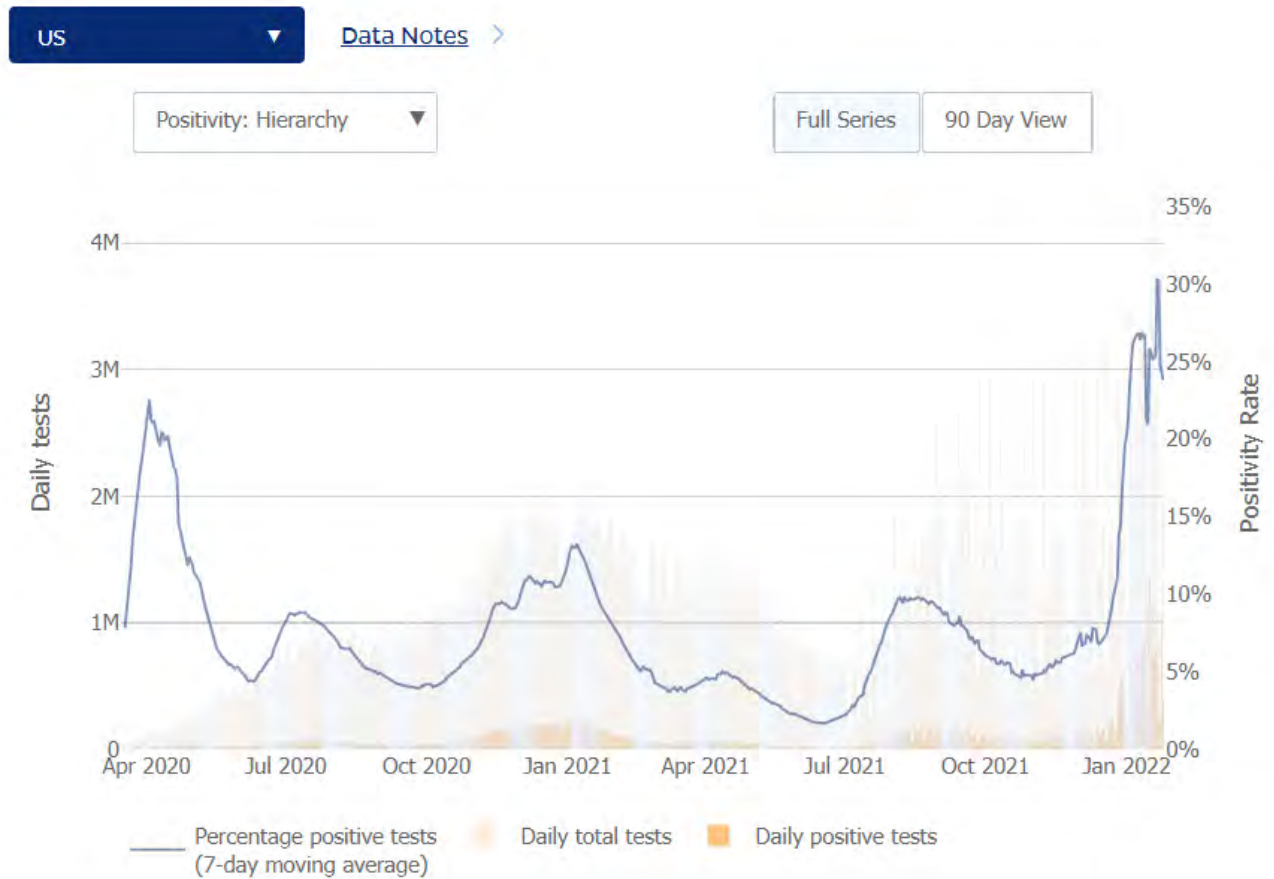 US
Data Notes
Positivity: Hierarchy
Full Series
90 Day View
35%
4M
30%
3M
25%
Daily tests
20%
Positivity Rate
2M
15%
10%
1M
5%
0
0%
Apr 2020 Jul 2020 Oct 2020 Jan 2021 Apr 2021 Jul 2021 Oct 2021 Jan 2022
Percentage positive tests
(7-day moving average)
Daily total tests
Daily positive tests